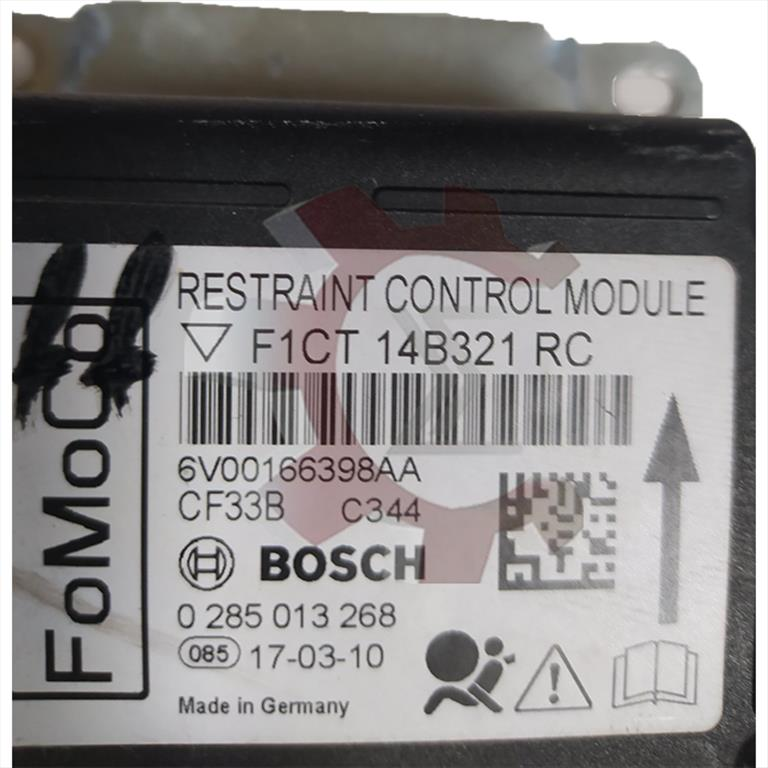 FoMoCo
RESTRAINT CONTROL MODULE
F1CT 14B321 RC
6V00166398AA
CF33B C344
BOSCH
0 285 013 268
085 17-03-10
Made in Germany